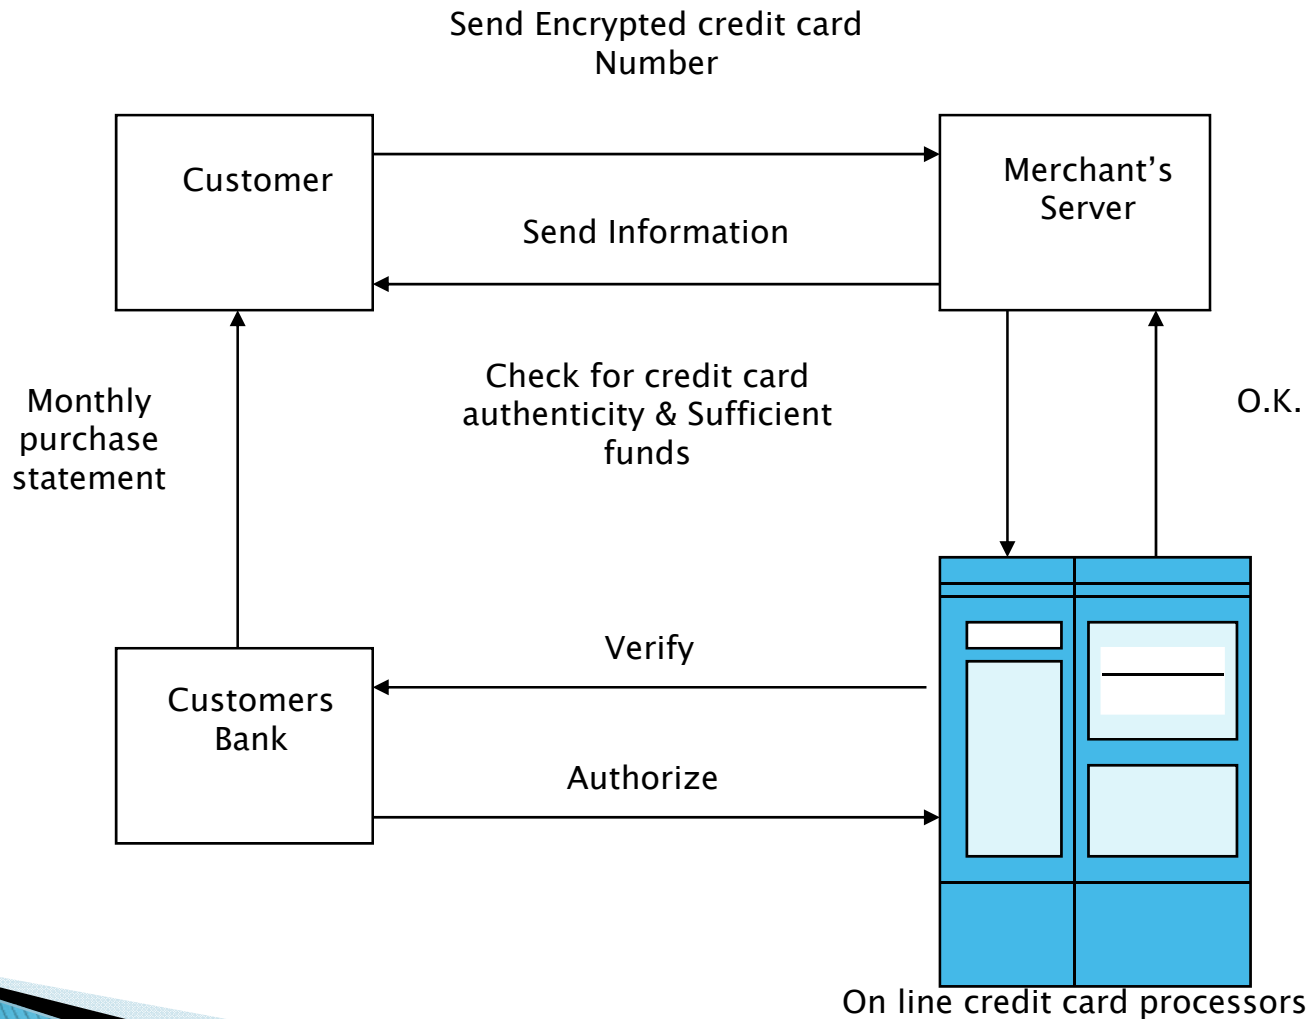 Send Encrypted credit card
Number
Customer
Merchant’s
Server
Send Information
Monthly
purchase
statement
Check for credit card
authenticity & Sufficient
funds
O.K.
Customers
Bank
Verify
Authorize
On line credit card processors